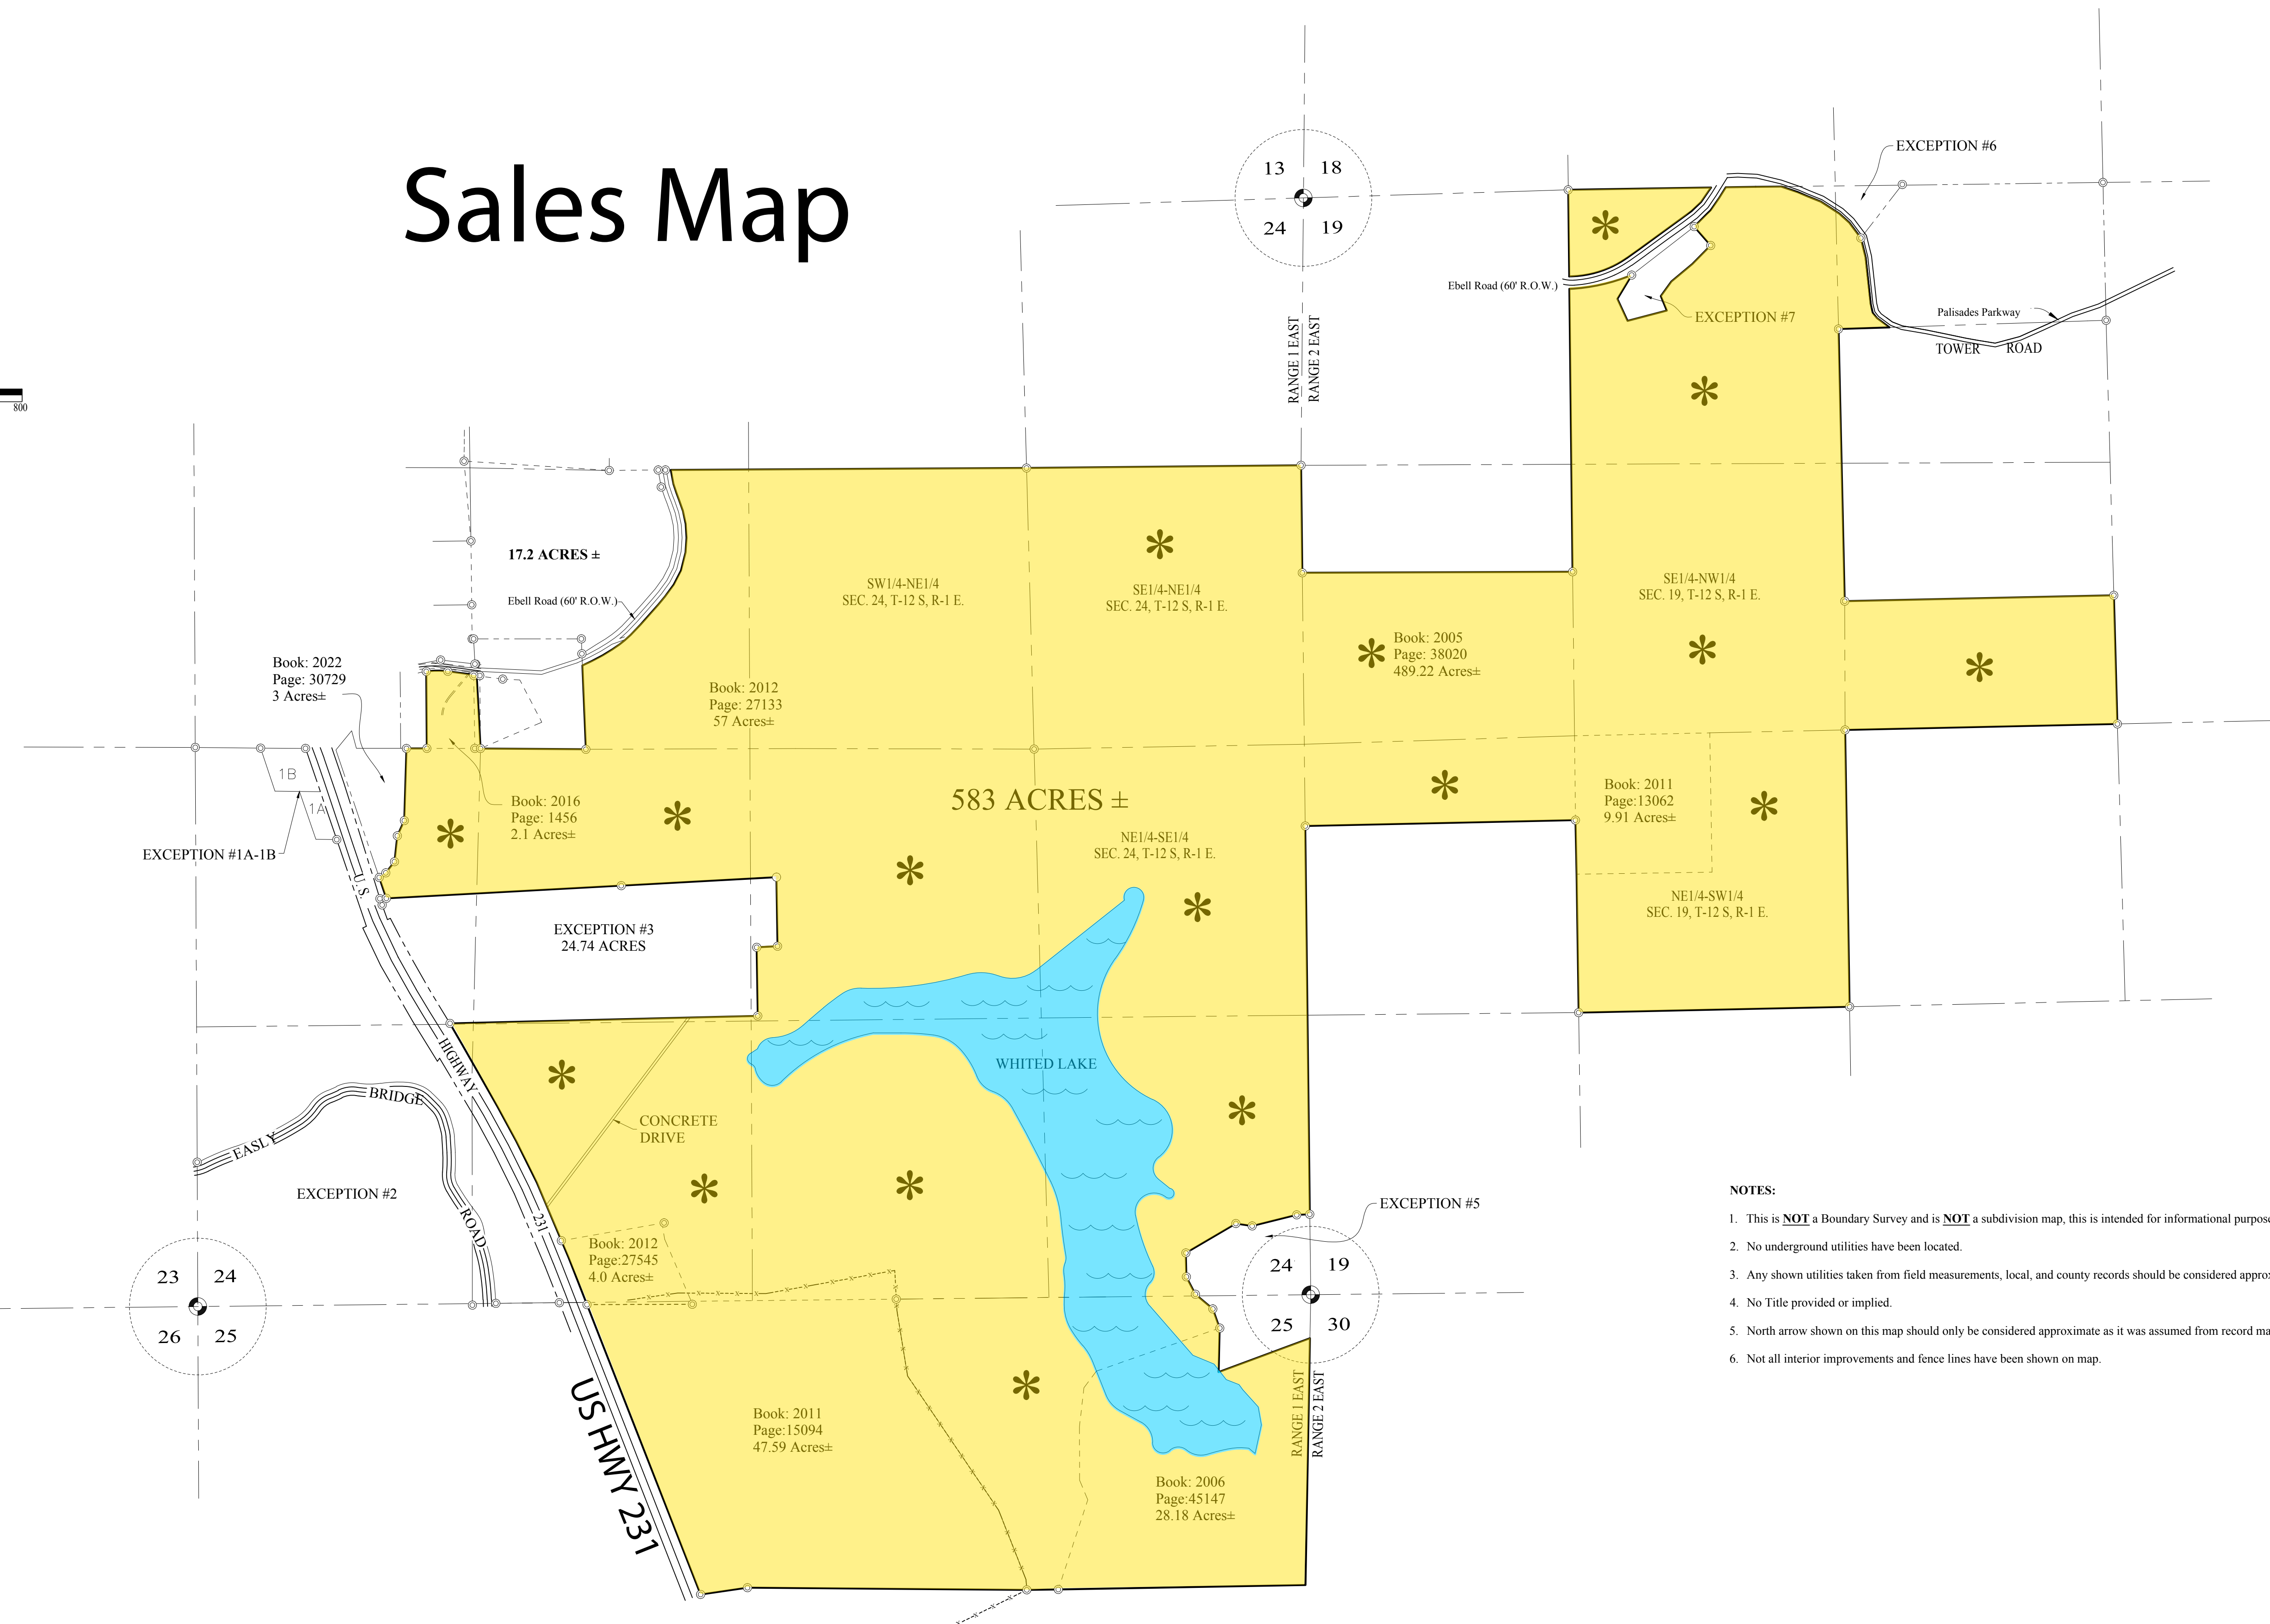 Sales Map
800
13 18
24 19
RANGE 1 EAST
RANGE 2 EAST
EXCEPTION #6
Ebell Road (60' R.O.W.)
EXCEPTION #7
Palisades Parkway
TOWER ROAD
17.2 ACRES ±
Ebell Road (60' R.O.W.)
SW1/4-NE1/4
SEC. 24, T-12 S, R-1 E.
SE1/4-NE1/4
SEC. 24, T-12 S, R-1 E.
SE1/4-NW1/4
SEC. 19, T-12 S, R-1 E.
Book: 2022
Page: 30729
3 Acres±
Book: 2012
Page: 27133
57 Acres±
Book: 2005
Page: 38020
489.22 Acres±
1B
1A
EXCEPTION #1A-1B
Book: 2016
Page: 1456
2.1 Acres±
583 ACRES ±
Book: 2011
Page:13062
9.91 Acres±
NE1/4-SE1/4
SEC. 24, T-12 S, R-1 E.
NE1/4-SW1/4
SEC. 19, T-12 S, R-1 E.
U.S.
HIGHWAY
231
EXCEPTION #3
24.74 ACRES
WHITED LAKE
CONCRETE
DRIVE
EASLY BRIDGE ROAD
EXCEPTION #2
EXCEPTION #5
Book: 2012
Page:27545
4.0 Acres±
23 24
26 25
24 19
25 30
RANGE 1 EAST
RANGE 2 EAST
US HWY 231
Book: 2011
Page:15094
47.59 Acres±
Book: 2006
Page:45147
28.18 Acres±
NOTES:
1. This is NOT a Boundary Survey and is NOT a subdivision map, this is intended for informational purpose
2. No underground utilities have been located.
3. Any shown utilities taken from field measurements, local, and county records should be considered approx
4. No Title provided or implied.
5. North arrow shown on this map should only be considered approximate as it was assumed from record ma
6. Not all interior improvements and fence lines have been shown on map.